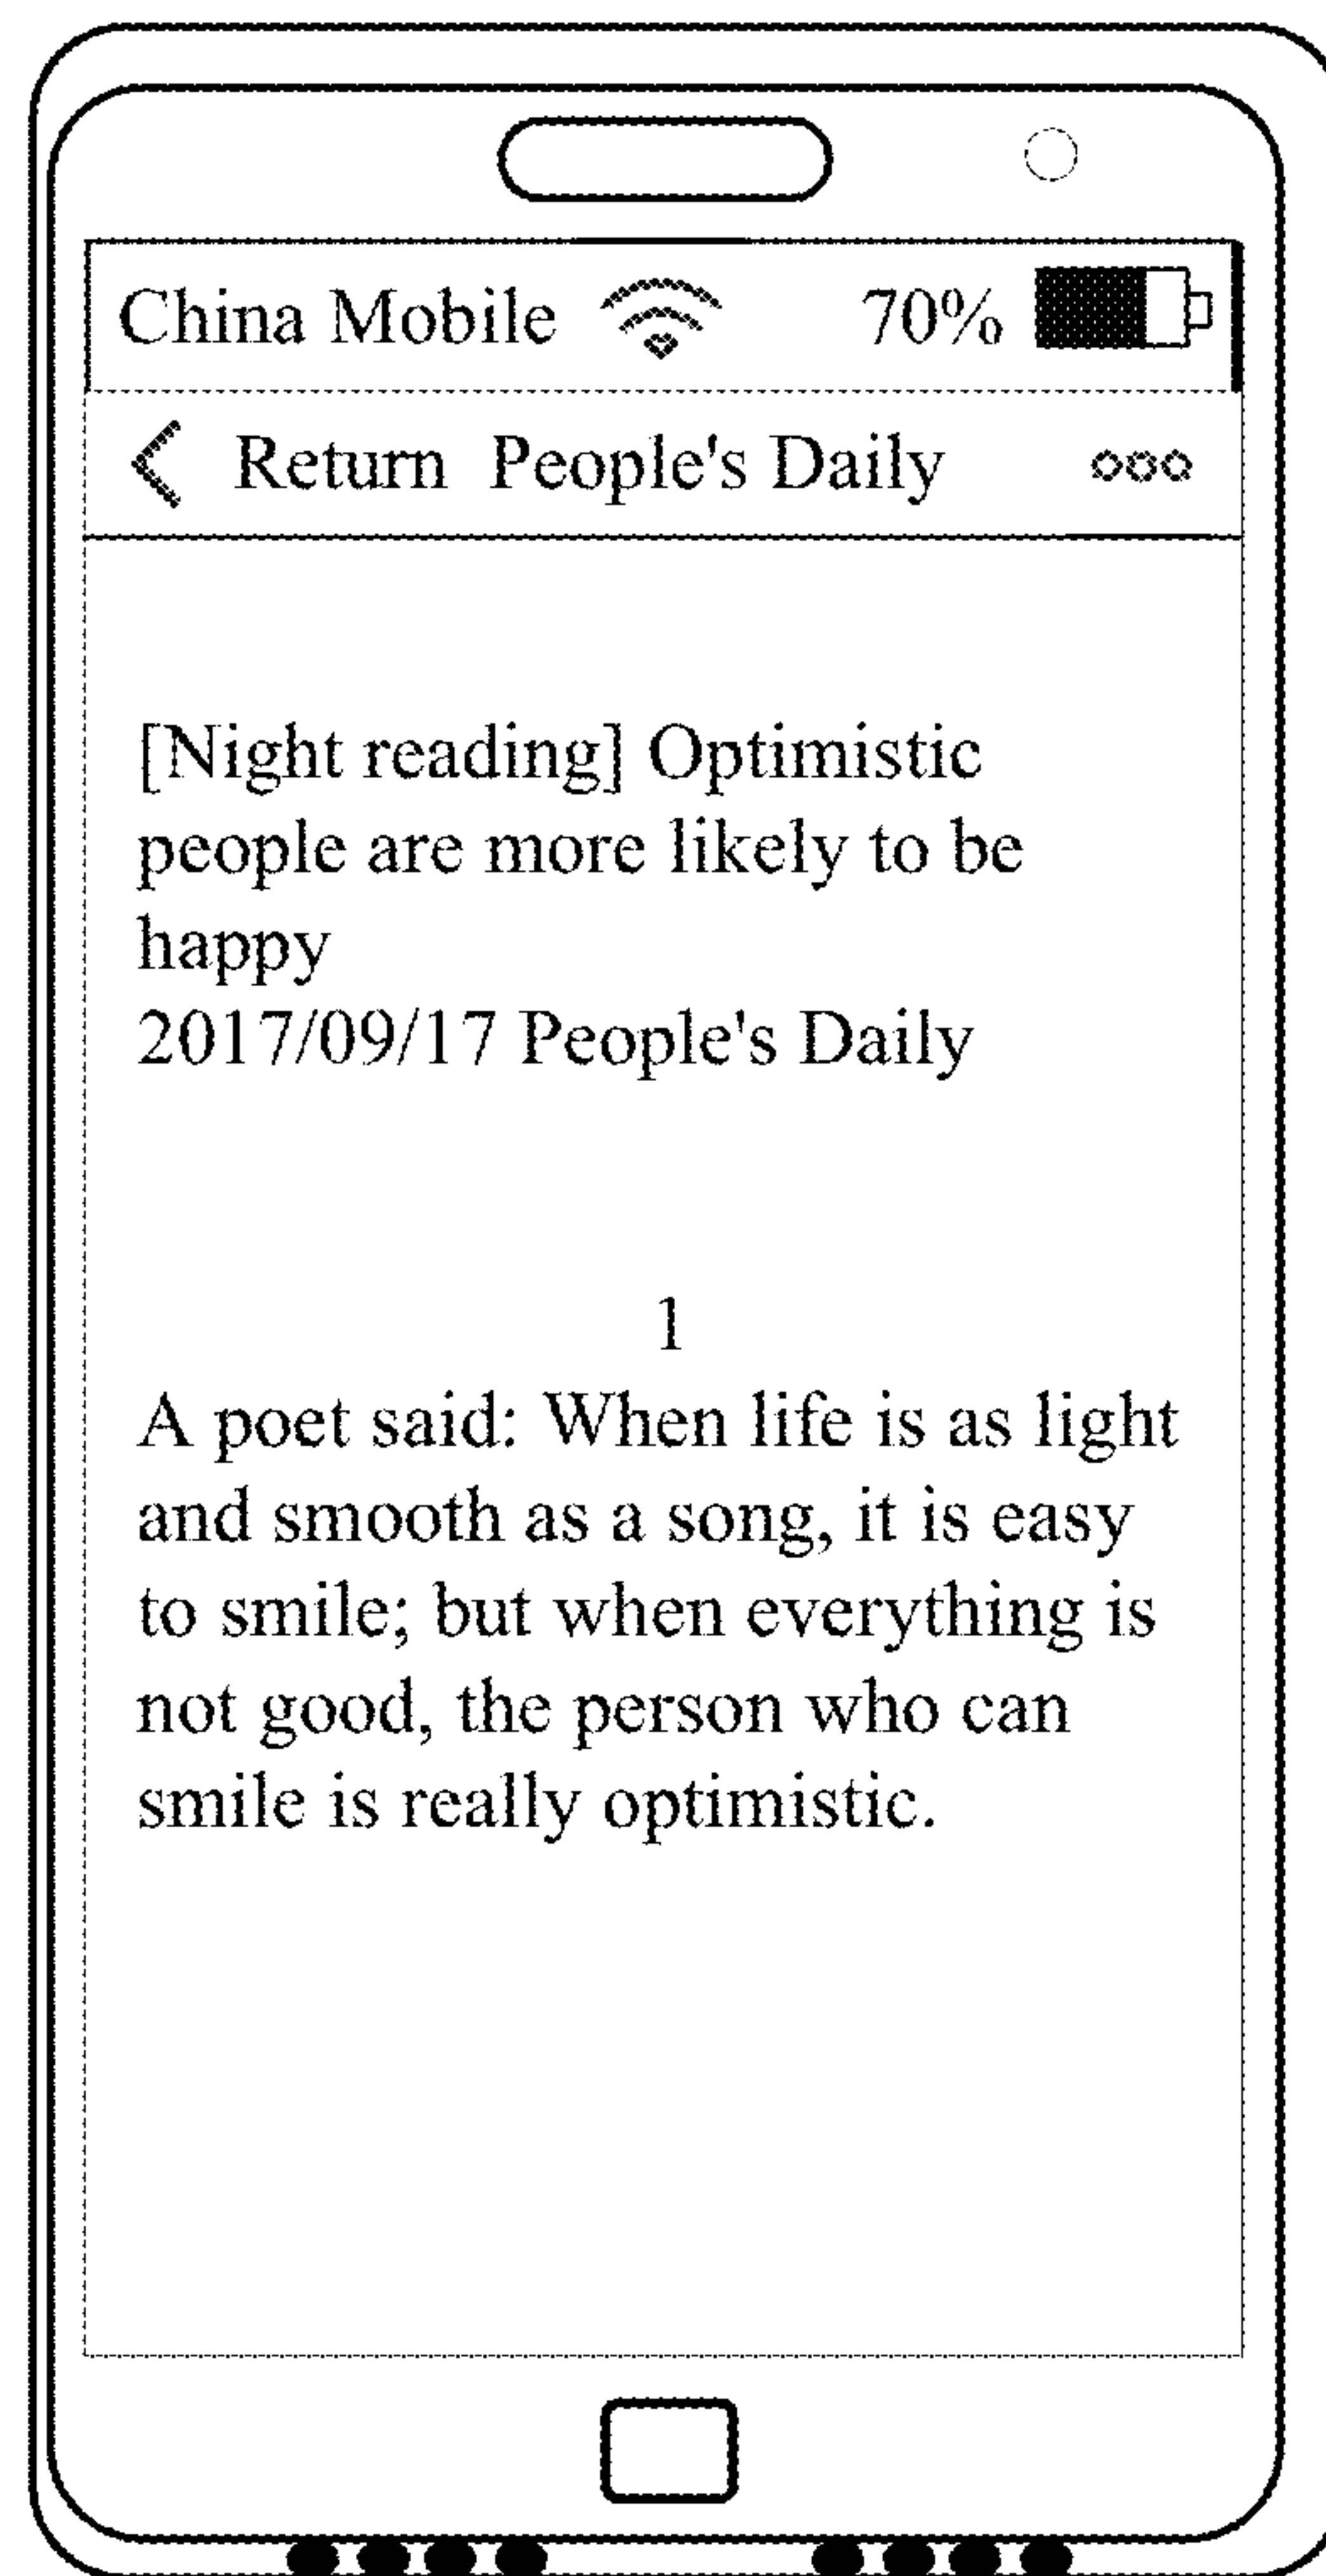 China Mobile 70%
Return People's Daily
[Night reading] Optimistic
people are more likely to be
happy
2017/09/17 People's Daily
1
A poet said: When life is as light
and smooth as a song, it is easy
to smile; but when everything is
not good, the person who can
smile is really optimistic.